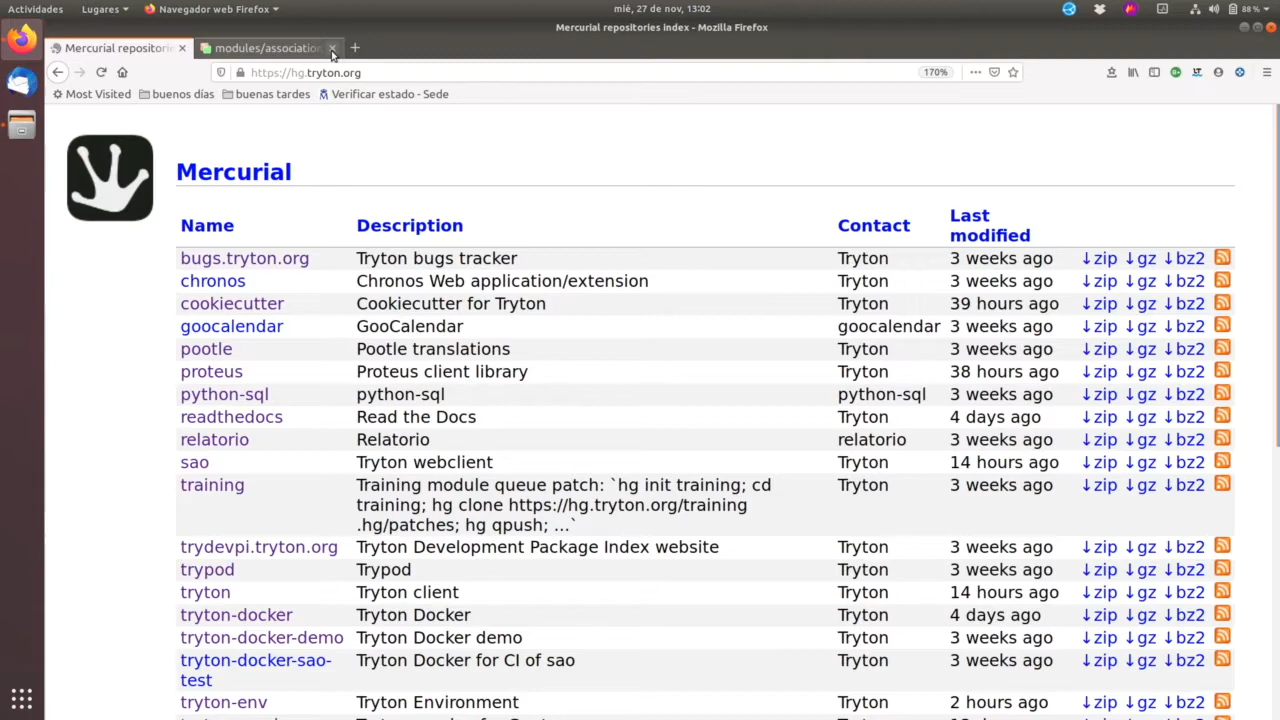 Actividades Lugares Navegador web Firefox mié, 27 de nov, 13:02 88 %
Mercurial repositories index - Mozilla Firefox
Mercurial repositorie modules/association
https://hg.tryton.org 170%
Most Visited buenos días buenas tardes Verificar estado - Sede
Mercurial
Name Description Contact Last modified
bugs.tryton.org Tryton bugs tracker Tryton 3 weeks ago ↓zip ↓gz ↓bz2
chronos Chronos Web application/extension Tryton 3 weeks ago ↓zip ↓gz ↓bz2
cookiecutter Cookiecutter for Tryton Tryton 39 hours ago ↓zip ↓gz ↓bz2
goocalendar GooCalendar goocalendar 3 weeks ago ↓zip ↓gz ↓bz2
pootle Pootle translations Tryton 3 weeks ago ↓zip ↓gz ↓bz2
proteus Proteus client library Tryton 38 hours ago ↓zip ↓gz ↓bz2
python-sql python-sql python-sql 3 weeks ago ↓zip ↓gz ↓bz2
readthedocs Read the Docs Tryton 4 days ago ↓zip ↓gz ↓bz2
relatorio Relatorio relatorio 3 weeks ago ↓zip ↓gz ↓bz2
sao Tryton webclient Tryton 14 hours ago ↓zip ↓gz ↓bz2
training Training module queue patch: `hg init training; cd Tryton 3 weeks ago ↓zip ↓gz ↓bz2
training; hg clone https://hg.tryton.org/training
.hg/patches; hg qpush; ...`
trydevpi.tryton.org Tryton Development Package Index website Tryton 3 weeks ago ↓zip ↓gz ↓bz2
trypod Trypod Tryton 3 weeks ago ↓zip ↓gz ↓bz2
tryton Tryton client Tryton 14 hours ago ↓zip ↓gz ↓bz2
tryton-docker Tryton Docker Tryton 4 days ago ↓zip ↓gz ↓bz2
tryton-docker-demo Tryton Docker demo Tryton 3 weeks ago ↓zip ↓gz ↓bz2
tryton-docker-sao- Tryton Docker for CI of sao Tryton 3 weeks ago ↓zip ↓gz ↓bz2
test
tryton-env Tryton Environment Tryton 2 hours ago ↓zip ↓gz ↓bz2